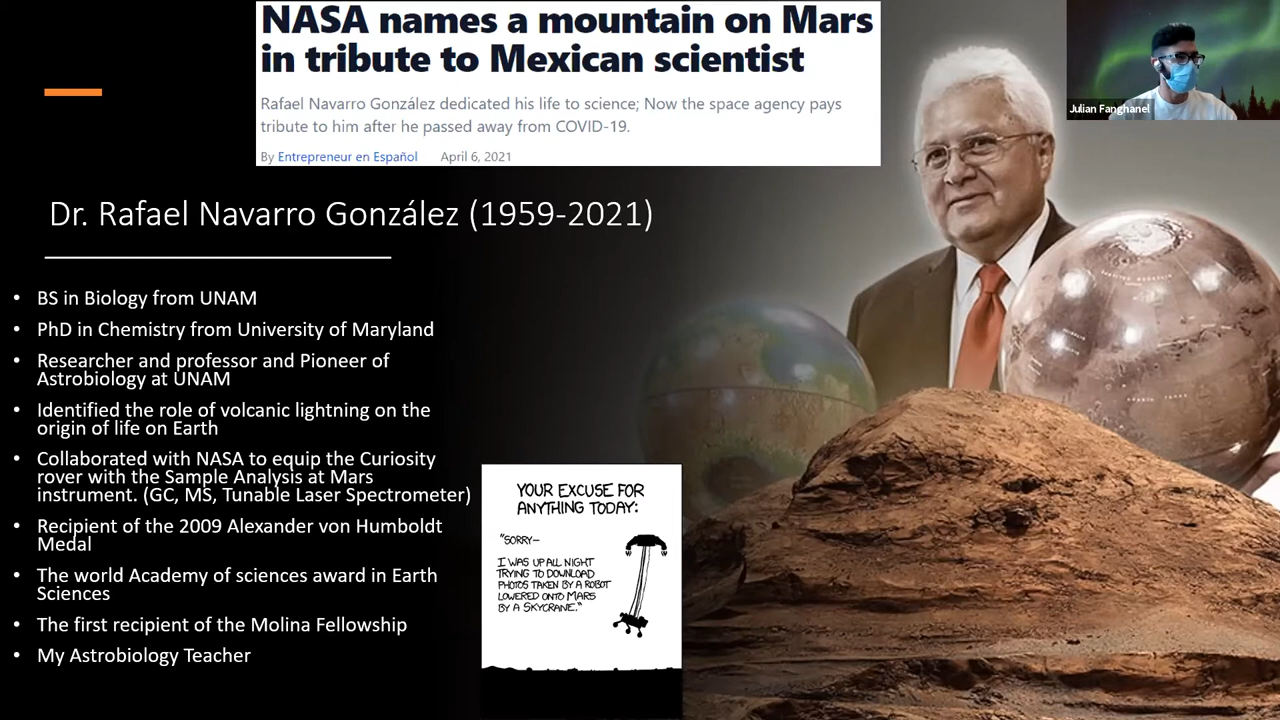 NASA names a mountain on Mars
in tribute to Mexican scientist
Rafael Navarro González dedicated his life to science; Now the space agency pays
tribute to him after he passed away from COVID-19.
By Entrepreneur en Español April 6, 2021
Julian Fanghanel
Dr. Rafael Navarro González (1959-2021)
• BS in Biology from UNAM
• PhD in Chemistry from University of Maryland
• Researcher and professor and Pioneer of
Astrobiology at UNAM
• Identified the role of volcanic lightning on the
origin of life on Earth
• Collaborated with NASA to equip the Curiosity
rover with the Sample Analysis at Mars
instrument. (GC, MS, Tunable Laser Spectrometer)
• Recipient of the 2009 Alexander von Humboldt
Medal
• The world Academy of sciences award in Earth
Sciences
• The first recipient of the Molina Fellowship
• My Astrobiology Teacher
YOUR EXCUSE FOR
ANYTHING TODAY:
"SORRY—
I WAS UP ALL NIGHT
TRYING TO DOWNLOAD
PHOTOS TAKEN BY A ROBOT
LOWERED ONTO MARS
BY A SKYCRANE."